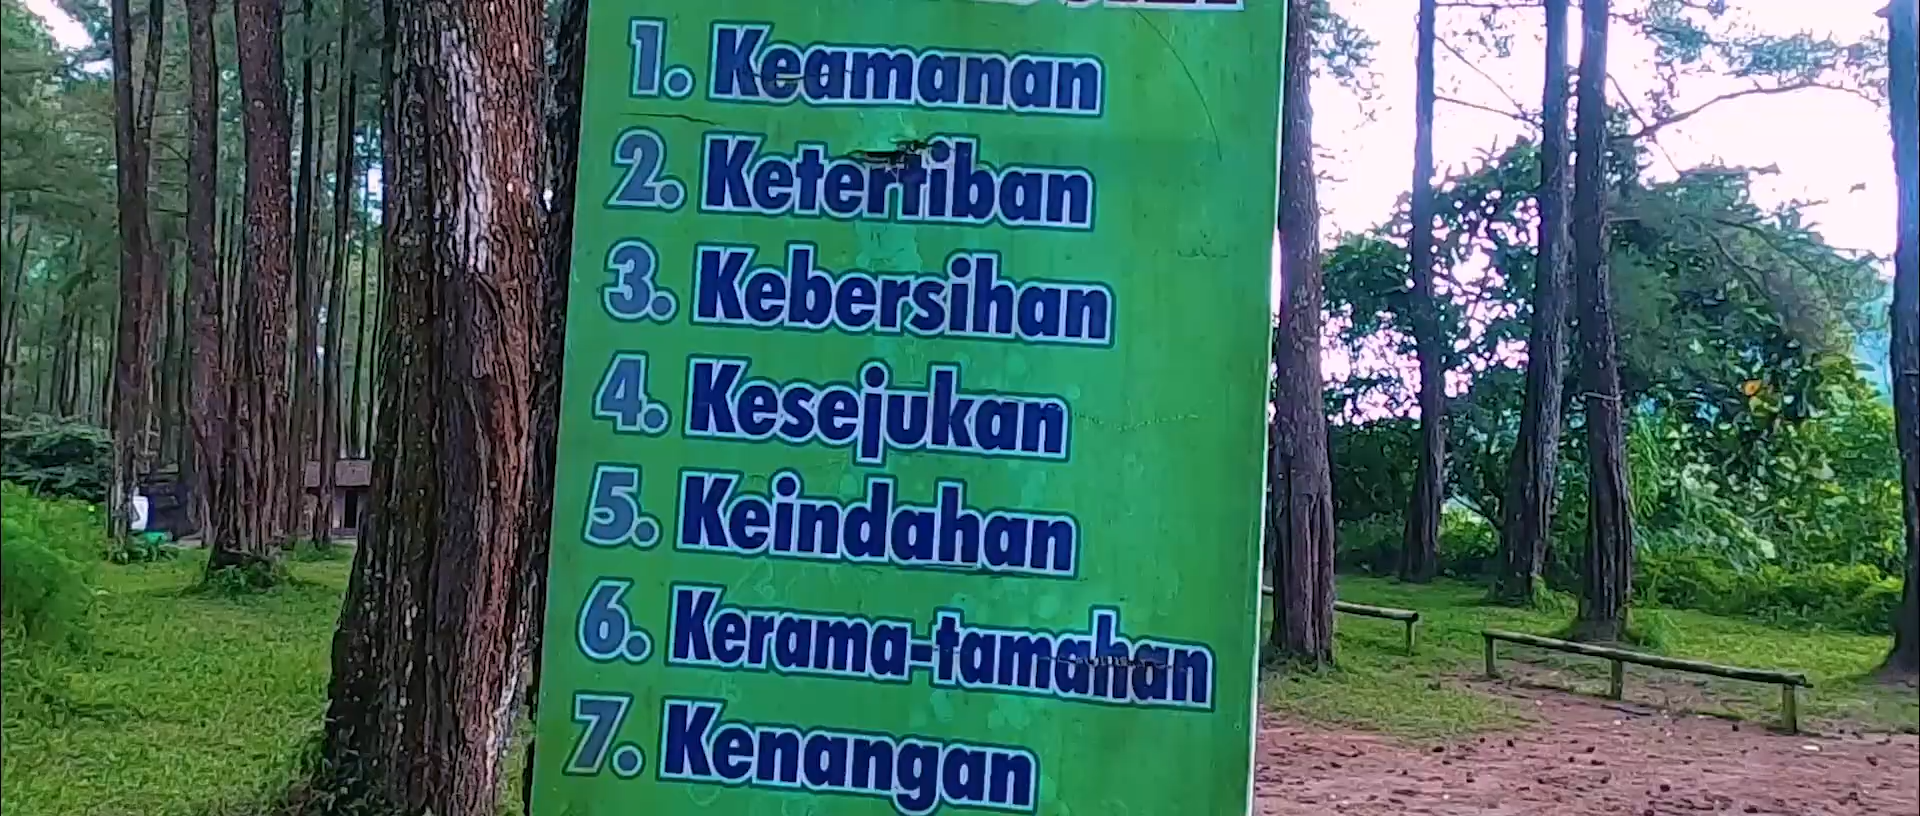 1. Keamanan
2. Ketertiban
3. Kebersihan
4. Kesejukan
5. Keindahan
6. Kerama-tamahan
7. Kenangan